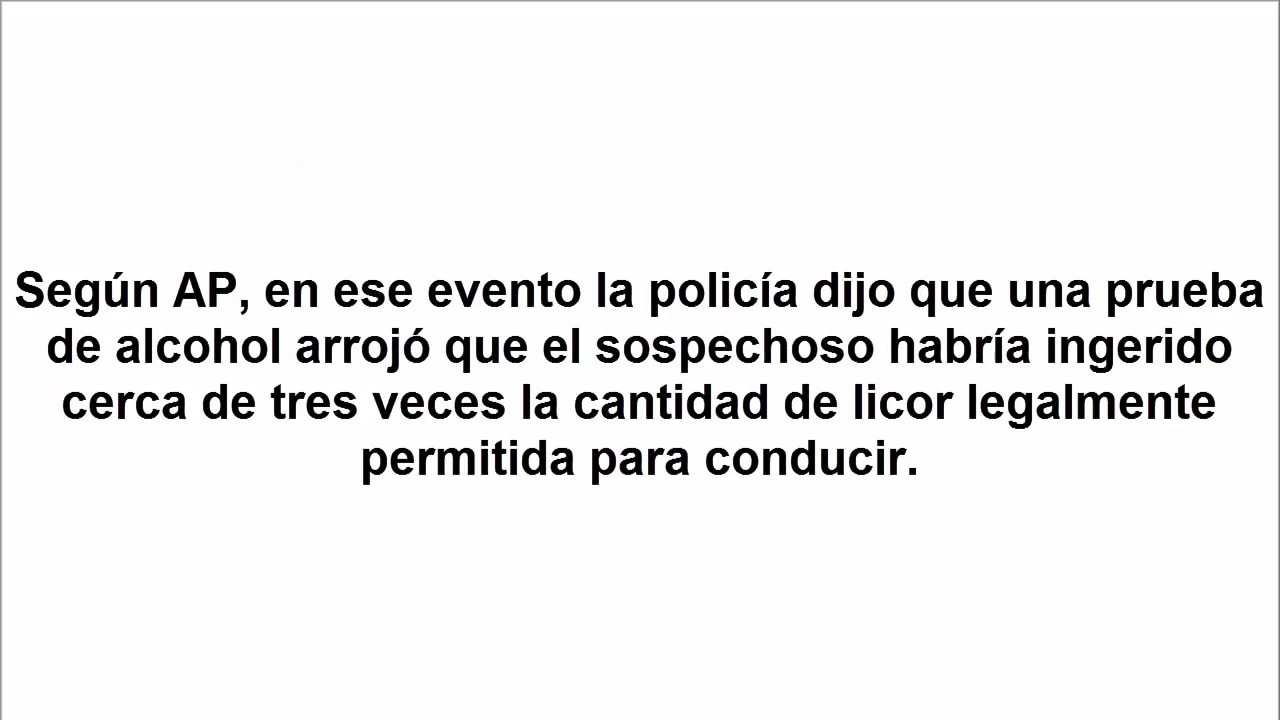 Según AP, en ese evento la policía dijo que una prueba
de alcohol arrojó que el sospechoso habría ingerido
cerca de tres veces la cantidad de licor legalmente
permitida para conducir.